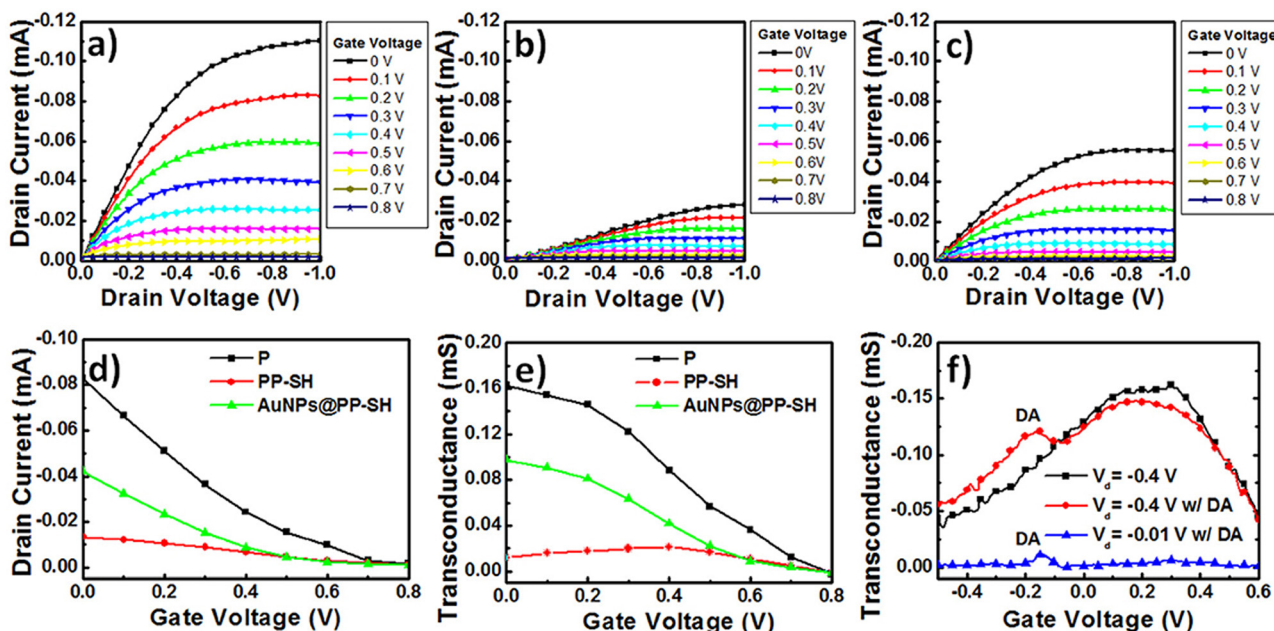 a)
Drain Current (mA)
-0.12
-0.10
-0.08
-0.06
-0.04
-0.02
0.00
0.0 -0.2 -0.4 -0.6 -0.8 -1.0
Drain Voltage (V)
Gate Voltage
0 V
0.1 V
0.2 V
0.3 V
0.4 V
0.5 V
0.6 V
0.7 V
0.8 V
b)
Drain Current (mA)
-0.12
-0.10
-0.08
-0.06
-0.04
-0.02
0.00
0.0 -0.2 -0.4 -0.6 -0.8 -1.0
Drain Voltage (V)
Gate Voltage
0V
0.1V
0.2V
0.3V
0.4V
0.5V
0.6V
0.7V
0.8V
c)
Drain Current (mA)
-0.12
-0.10
-0.08
-0.06
-0.04
-0.02
0.00
0.0 -0.2 -0.4 -0.6 -0.8 -1.0
Drain Voltage (V)
Gate Voltage
0 V
0.1 V
0.2 V
0.3 V
0.4 V
0.5 V
0.6 V
0.7 V
0.8 V
d)
Drain Current (mA)
-0.10
-0.08
-0.06
-0.04
-0.02
0.00
0.0 0.2 0.4 0.6 0.8
Gate Voltage (V)
P
PP-SH
AuNPs@PP-SH
e)
Transconductance (mS)
0.20
0.16
0.12
0.08
0.04
0.00
0.0 0.2 0.4 0.6 0.8
Gate Voltage (V)
P
PP-SH
AuNPs@PP-SH
f)
Transconductance (mS)
-0.20
-0.15
-0.10
-0.05
0.00
-0.4 -0.2 0.0 0.2 0.4 0.6
Gate Voltage (V)
DA
DA
Vd= -0.4 V
Vd= -0.4 V w/ DA
Vd= -0.01 V w/ DA